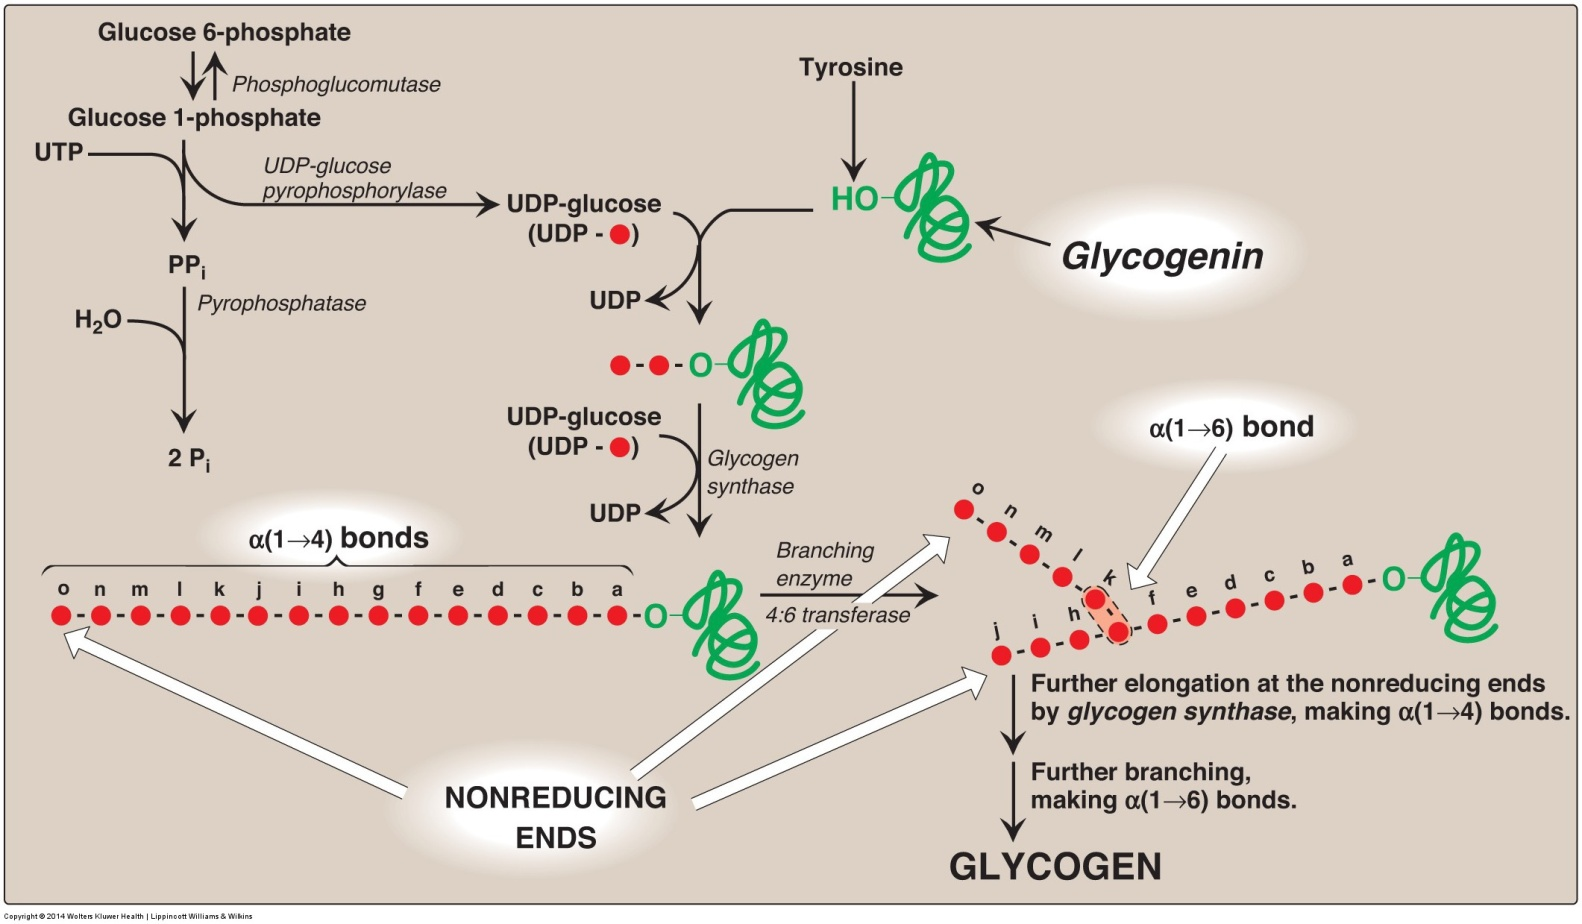 Glucose 6-phosphate
Phosphoglucomutase
Glucose 1-phosphate
UTP
UDP-glucose
pyrophosphorylase
PPi
H2O
Pyrophosphatase
2 Pi
Tyrosine
HO
Glycogenin
UDP-glucose
(UDP - )
UDP
O
UDP-glucose
(UDP - )
Glycogen
synthase
UDP
α(1→4) bonds
o n m l k j i h g f e d c b a
O
Branching
enzyme
4:6 transferase
α(1→6) bond
o n m l k
j i h f e d c b a
O
NONREDUCING
ENDS
Further elongation at the nonreducing ends
by glycogen synthase, making α(1→4) bonds.
Further branching,
making α(1→6) bonds.
GLYCOGEN
Copyright © 2014 Wolters Kluwer Health | Lippincott Williams & Wilkins